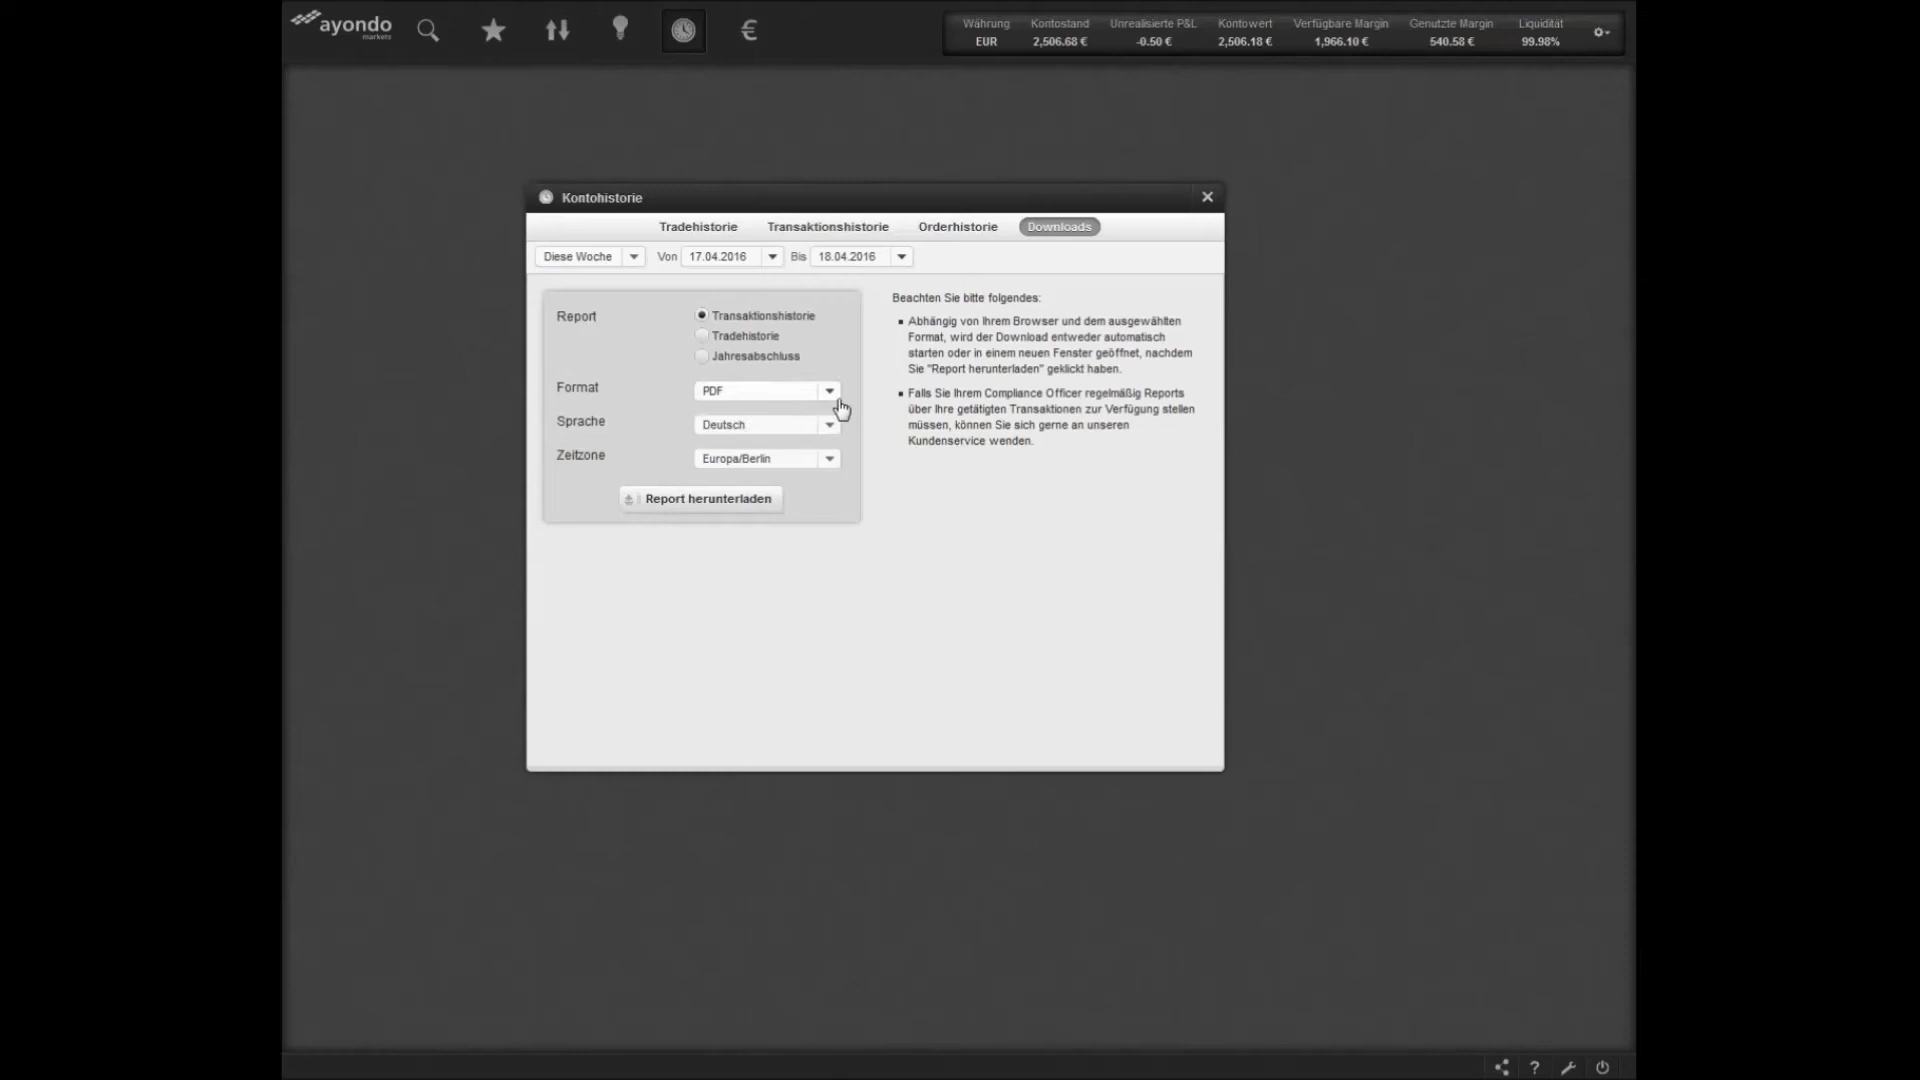 ayondo
markets
€
Währung Kontostand Unrealisierte P&L Kontowert Verfügbare Margin Genutzte Margin Liquidität
EUR 2,506.68 € -0.50 € 2,506.18 € 1,966.10 € 540.58 € 99.98%
Kontohistorie
Tradehistorie Transaktionshistorie Orderhistorie Downloads
Diese Woche Von 17.04.2016 Bis 18.04.2016
Report Transaktionshistorie
Tradehistorie
Jahresabschluss
Format PDF
Sprache Deutsch
Zeitzone Europa/Berlin
Report herunterladen
Beachten Sie bitte folgendes:
Abhängig von Ihrem Browser und dem ausgewählten
Format, wird der Download entweder automatisch
starten oder in einem neuen Fenster geöffnet, nachdem
Sie "Report herunterladen" geklickt haben.
Falls Sie Ihrem Compliance Officer regelmäßig Reports
über Ihre getätigten Transaktionen zur Verfügung stellen
müssen, können Sie sich gerne an unseren
Kundenservice wenden.
?